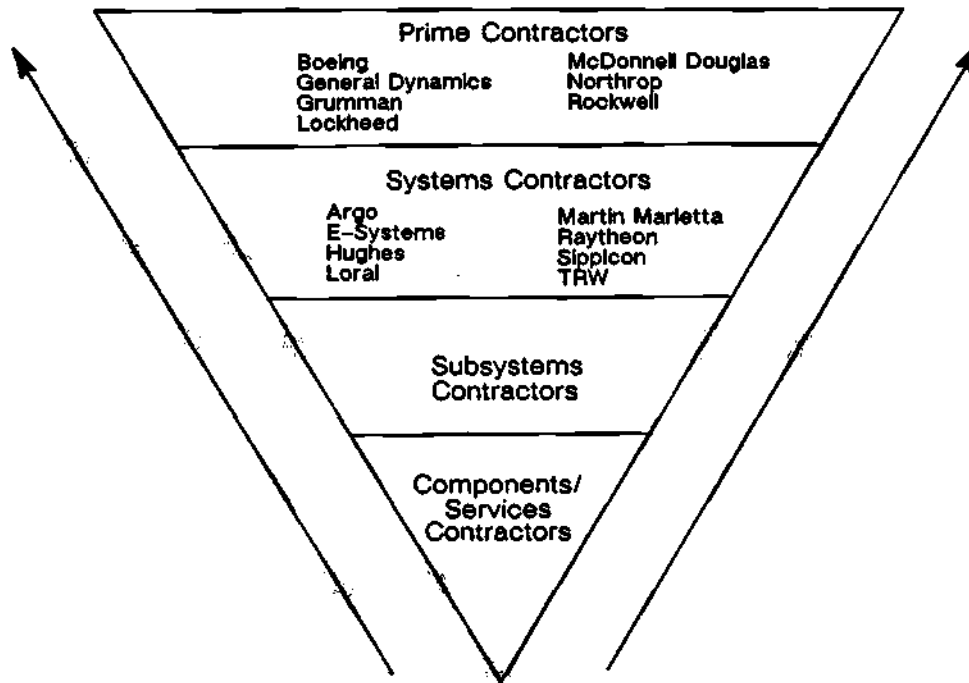 Prime Contractors
Boeing
General Dynamics
Grumman
Lockheed
McDonnell Douglas
Northrop
Rockwell
Systems Contractors
Argo
E-Systems
Hughes
Loral
Martin Marietta
Raytheon
Sippicon
TRW
Subsystems
Contractors
Components/
Services
Contractors